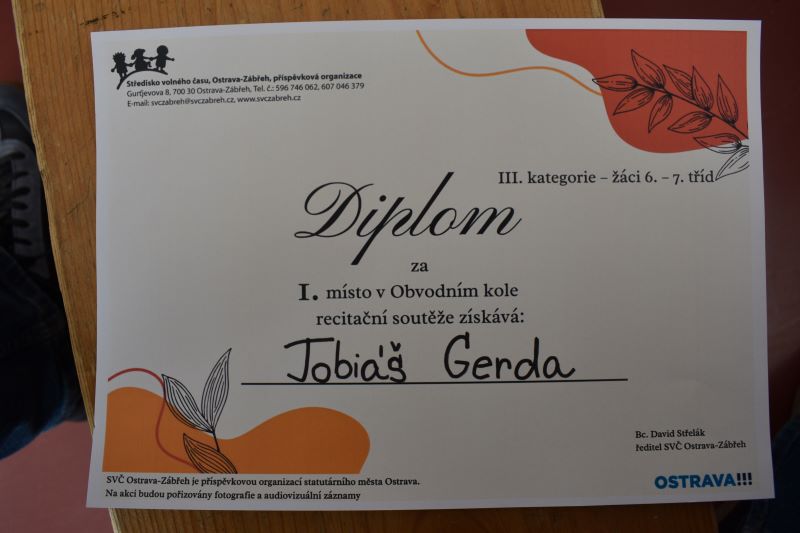 Středisko volného času, Ostrava-Zábřeh, příspěvková organizace
Gurťjevova 8, 700 30 Ostrava-Zábřeh, Tel. č.: 596 746 062, 607 046 379
E-mail: svczabreh@svczabreh.cz, www.svczabreh.cz
III. kategorie – žáci 6. – 7. tříd
Diplom
za
I. místo v Obvodním kole
recitační soutěže získává:
Tobiáš Gerda
Bc. David Střelák
ředitel SVČ Ostrava-Zábřeh
SVČ Ostrava-Zábřeh je příspěvkovou organizací statutárního města Ostrava.
Na akci budou pořizovány fotografie a audiovizuální záznamy
OSTRAVA!!!